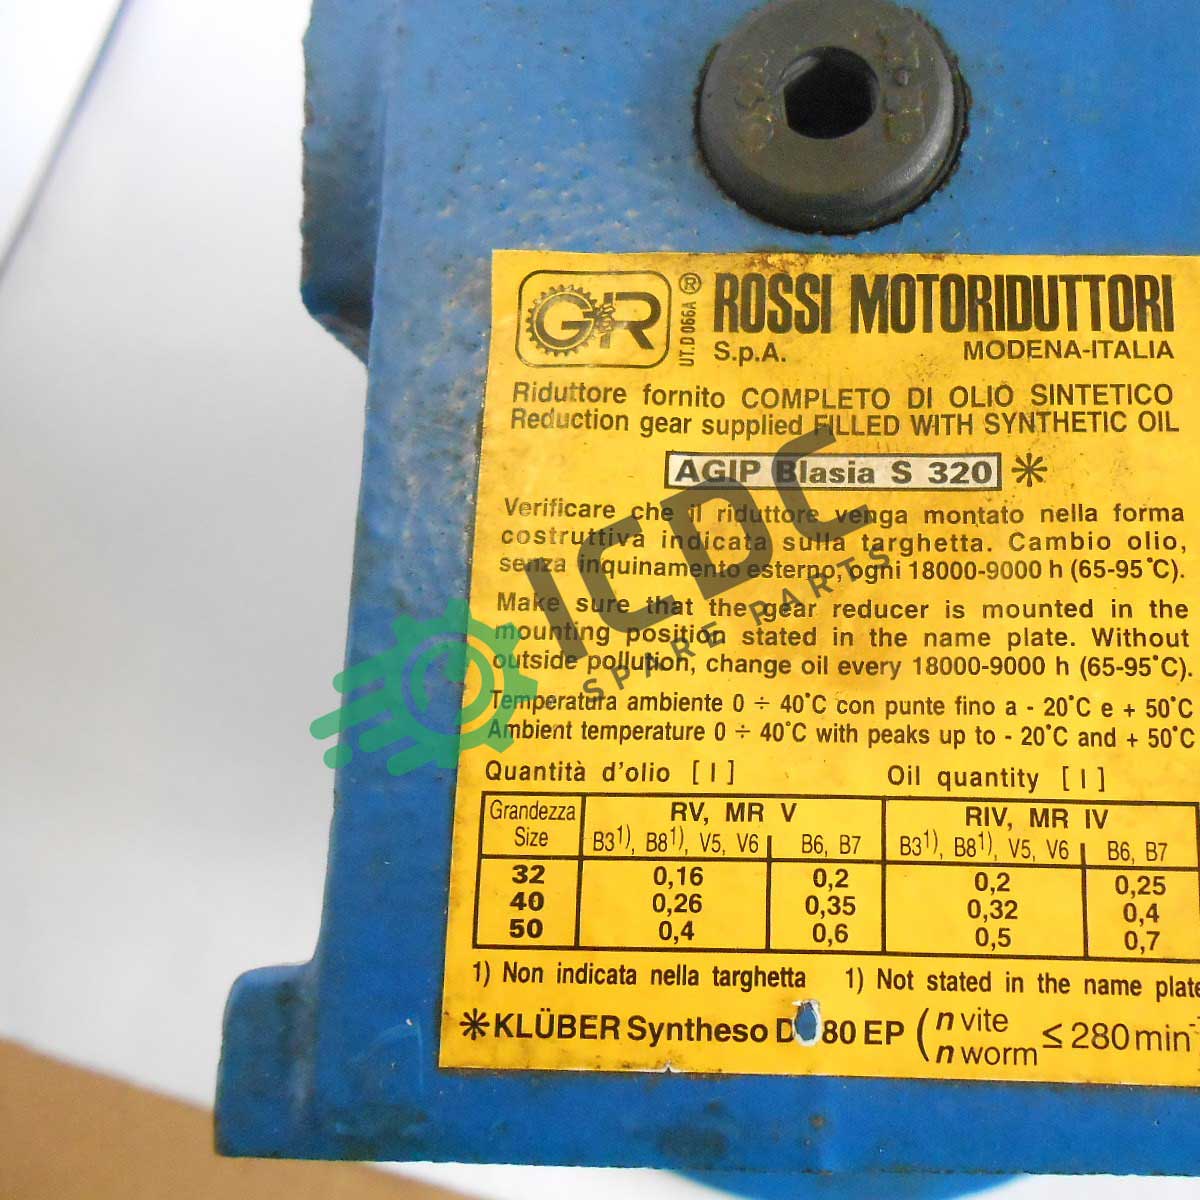 GR ® ROSSI MOTORIDUTTORI
UT.D 066A
S.p.A. MODENA-ITALIA
Riduttore fornito COMPLETO DI OLIO SINTETICO
Reduction gear supplied FILLED WITH SYNTHETIC OIL
AGIP Blasia S 320 *
Verificare che il riduttore venga montato nella forma
costruttiva indicata sulla targhetta. Cambio olio,
senza inquinamento esterno, ogni 18000-9000 h (65-95°C).
Make sure that the gear reducer is mounted in the
mounting position stated in the name plate. Without
outside pollution, change oil every 18000-9000 h (65-95°C).
Temperatura ambiente 0 ÷ 40°C con punte fino a - 20°C e + 50°C
Ambient temperature 0 ÷ 40°C with peaks up to - 20°C and + 50°C
Quantità d'olio [ l ] Oil quantity [ l ]
Grandezza RV, MR V RIV, MR IV
Size B3 1), B8 1), V5, V6 B6, B7 B3 1), B8 1), V5, V6 B6, B7
32 0,16 0,2 0,2 0,25
40 0,26 0,35 0,32 0,4
50 0,4 0,6 0,5 0,7
1) Non indicata nella targhetta 1) Not stated in the name plate
*KLÜBER Syntheso D 80 EP (n vite
n worm ≤ 280 min
ICDC
SPARE PARTS